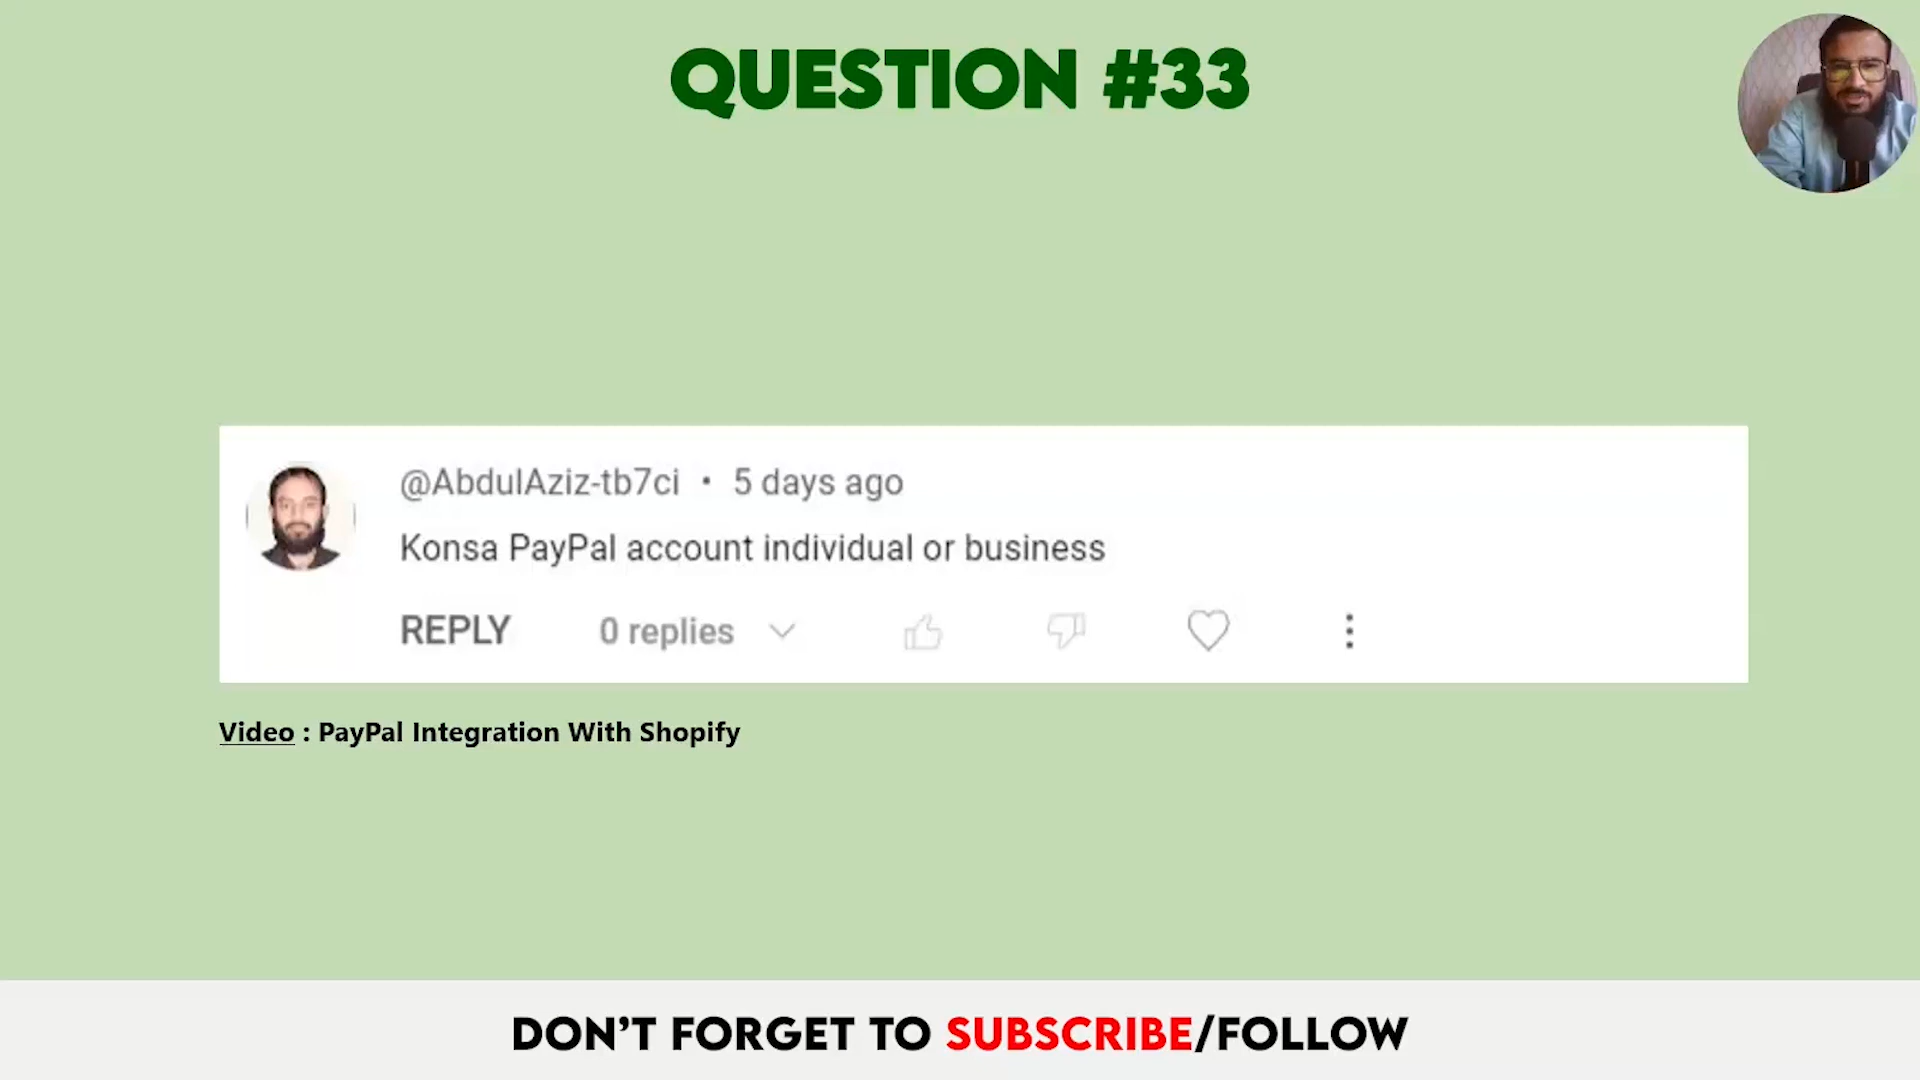 QUESTION #33
@AbdulAziz-tb7ci • 5 days ago
Konsa PayPal account individual or business
REPLY 0 replies
Video : PayPal Integration With Shopify
DON'T FORGET TO SUBSCRIBE/FOLLOW